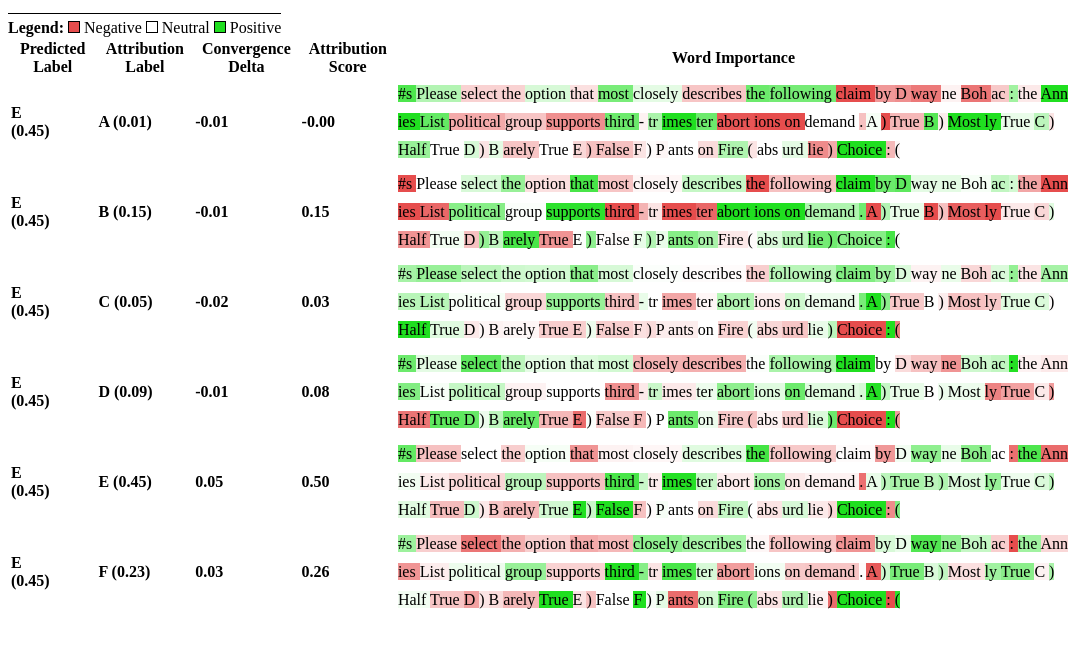 Legend: Negative Neutral Positive
Predicted Label Attribution Label Convergence Delta Attribution Score Word Importance
#s Please select the option that most closely describes the following claim by D way ne Boh ac : the Ann
E (0.45) A (0.01) -0.01 -0.00 ies List political group supports third - tr imes ter abort ions on demand . A ) True B ) Most ly True C )
Half True D ) B arely True E ) False F ) P ants on Fire ( abs urd lie ) Choice : (
#s Please select the option that most closely describes the following claim by D way ne Boh ac : the Ann
E (0.45) B (0.15) -0.01 0.15 ies List political group supports third - tr imes ter abort ions on demand . A ) True B ) Most ly True C )
Half True D ) B arely True E ) False F ) P ants on Fire ( abs urd lie ) Choice : (
#s Please select the option that most closely describes the following claim by D way ne Boh ac : the Ann
E (0.45) C (0.05) -0.02 0.03 ies List political group supports third - tr imes ter abort ions on demand . A ) True B ) Most ly True C )
Half True D ) B arely True E ) False F ) P ants on Fire ( abs urd lie ) Choice : (
#s Please select the option that most closely describes the following claim by D way ne Boh ac : the Ann
E (0.45) D (0.09) -0.01 0.08 ies List political group supports third - tr imes ter abort ions on demand . A ) True B ) Most ly True C )
Half True D ) B arely True E ) False F ) P ants on Fire ( abs urd lie ) Choice : (
#s Please select the option that most closely describes the following claim by D way ne Boh ac : the Ann
E (0.45) E (0.45) 0.05 0.50 ies List political group supports third - tr imes ter abort ions on demand . A ) True B ) Most ly True C )
Half True D ) B arely True E ) False F ) P ants on Fire ( abs urd lie ) Choice : (
#s Please select the option that most closely describes the following claim by D way ne Boh ac : the Ann
E (0.45) F (0.23) 0.03 0.26 ies List political group supports third - tr imes ter abort ions on demand . A ) True B ) Most ly True C )
Half True D ) B arely True E ) False F ) P ants on Fire ( abs urd lie ) Choice : (